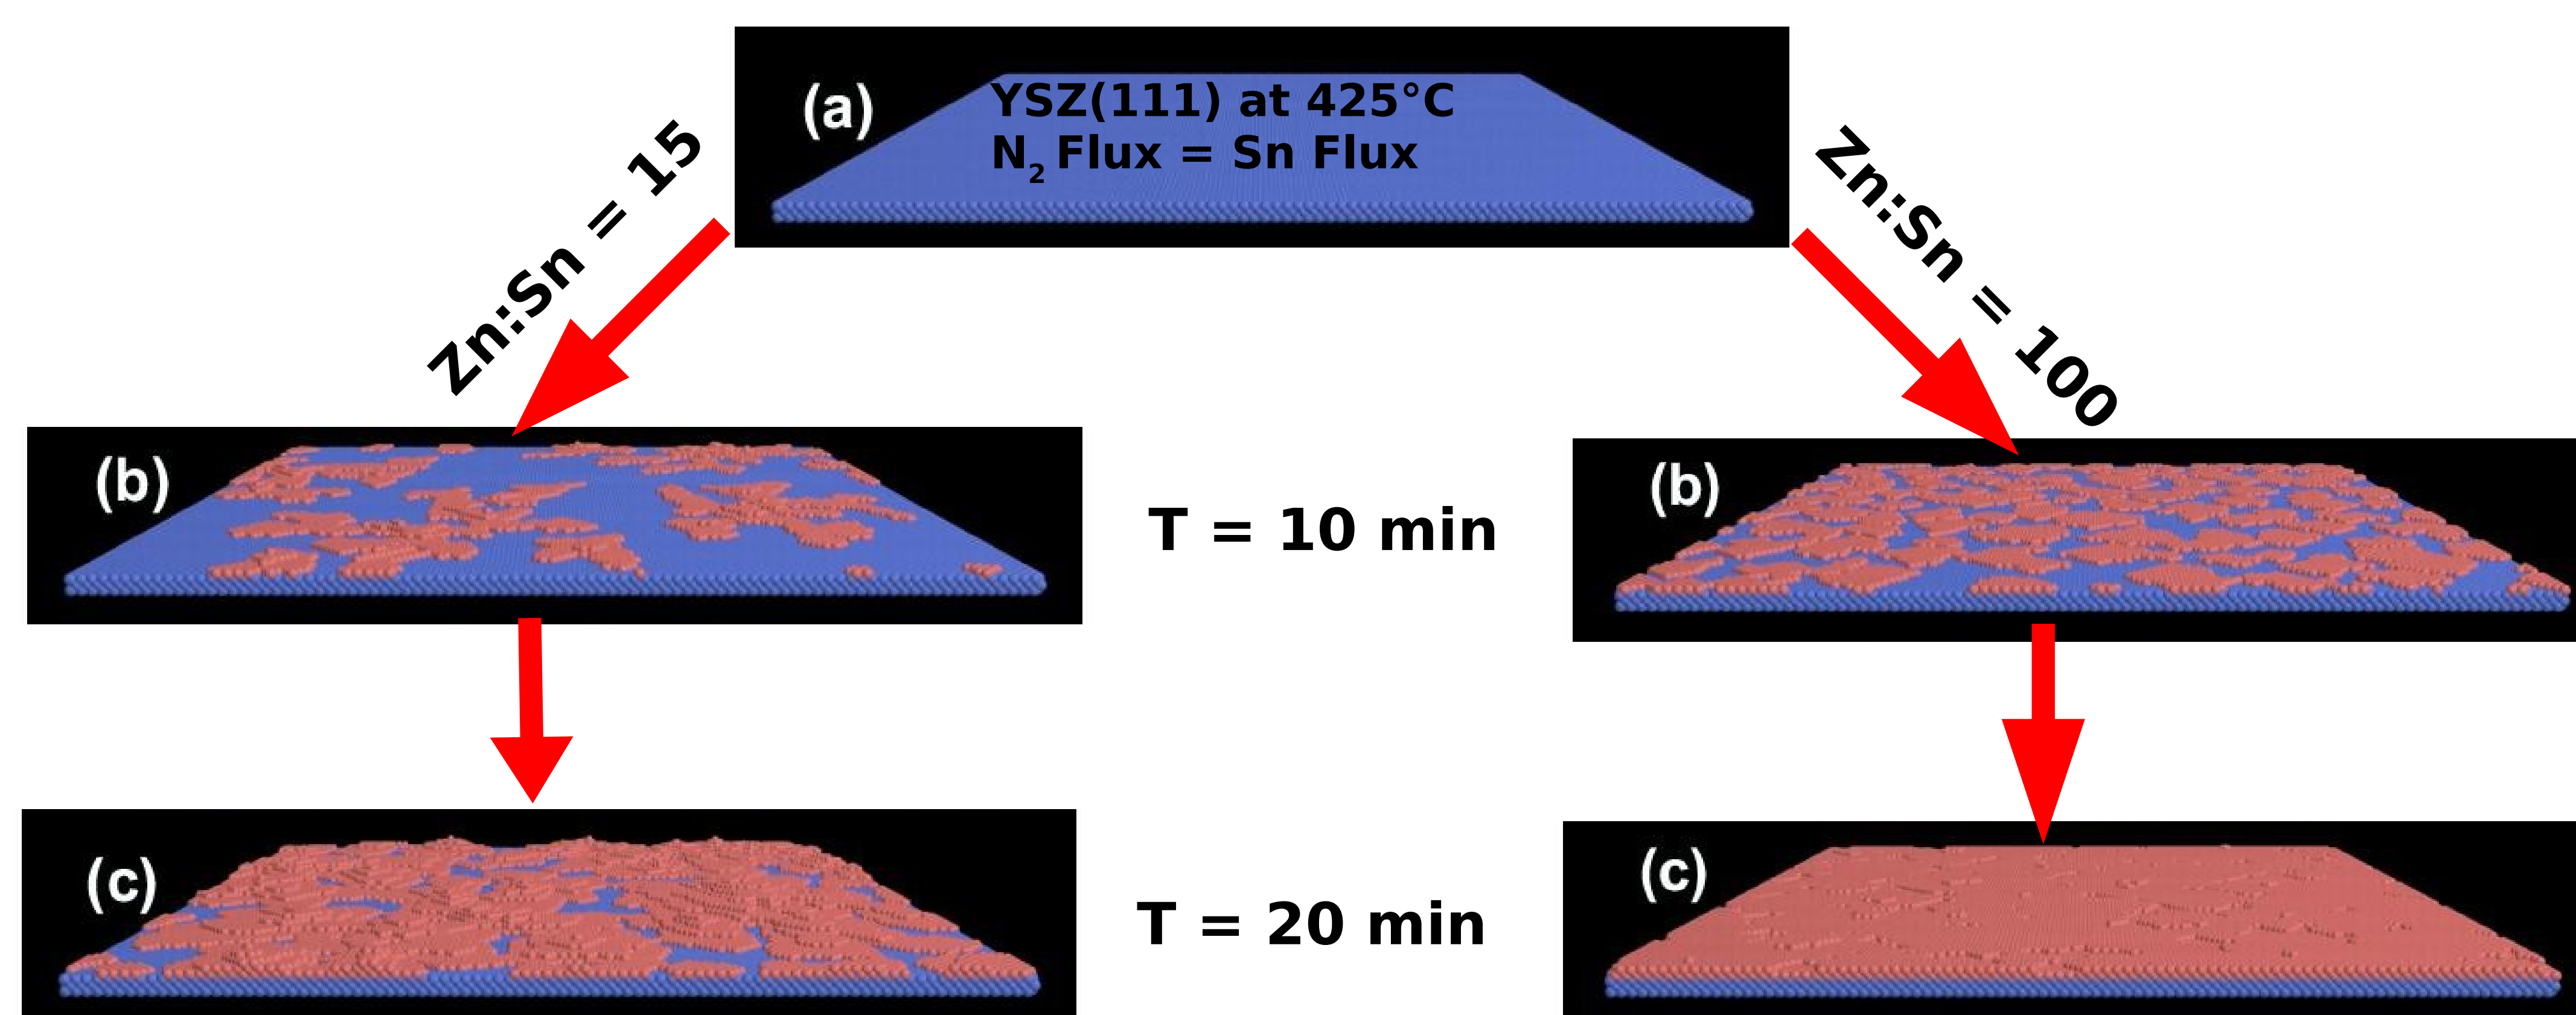 (a)
YSZ(111) at 425°C
N₂ Flux = Sn Flux
Zn:Sn = 15
Zn:Sn = 100
(b)
T = 10 min
(b)
(c)
T = 20 min
(c)